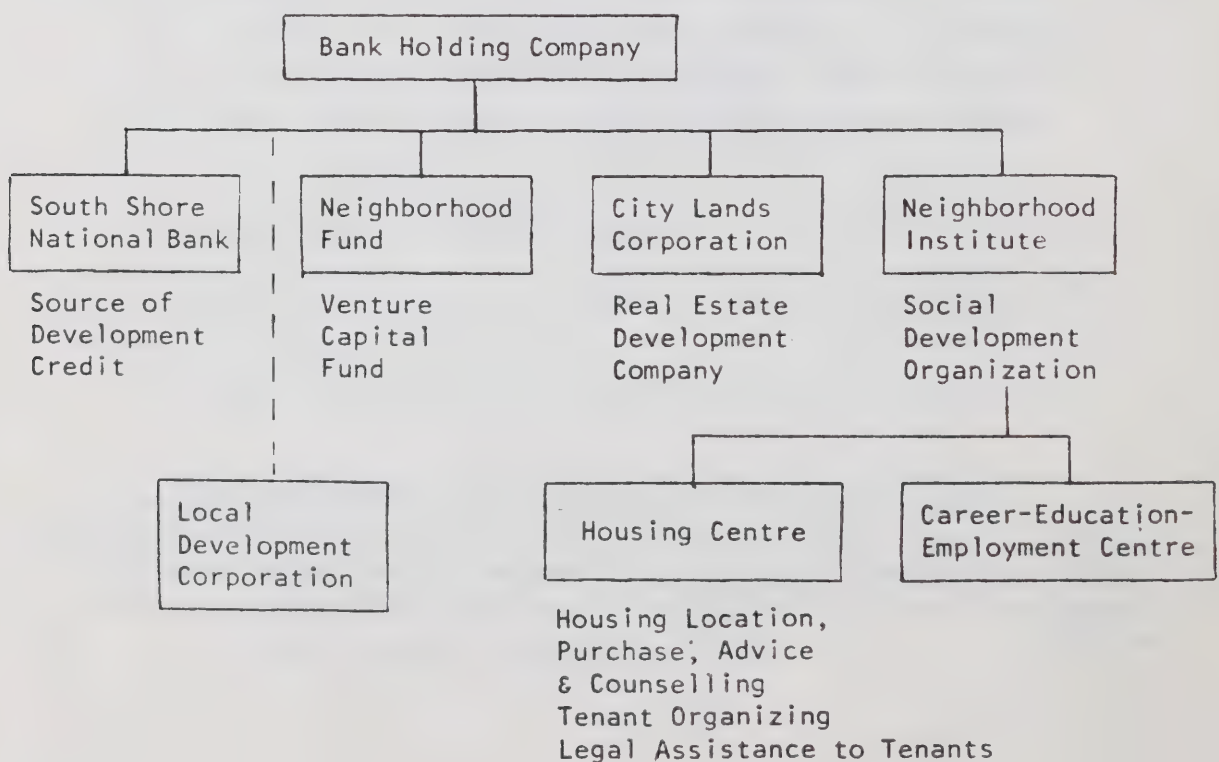 Bank Holding Company
South Shore
National Bank
Source of
Development
Credit
Neighborhood
Fund
Venture
Capital
Fund
City Lands
Corporation
Real Estate
Development
Company
Neighborhood
Institute
Social
Development
Organization
Local
Development
Corporation
Housing Centre
Housing Location,
Purchase, Advice
& Counselling
Tenant Organizing
Legal Assistance to Tenants
Career-Education-
Employment Centre